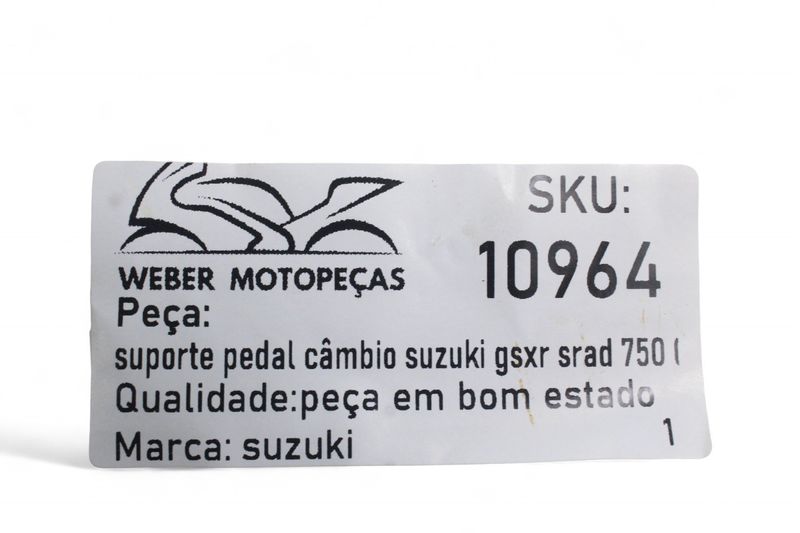 SKU:
10964
WEBER MOTOPEÇAS
Peça:
suporte pedal câmbio suzuki gsxr srad 750 (
Qualidade:peça em bom estado
Marca: suzuki
1